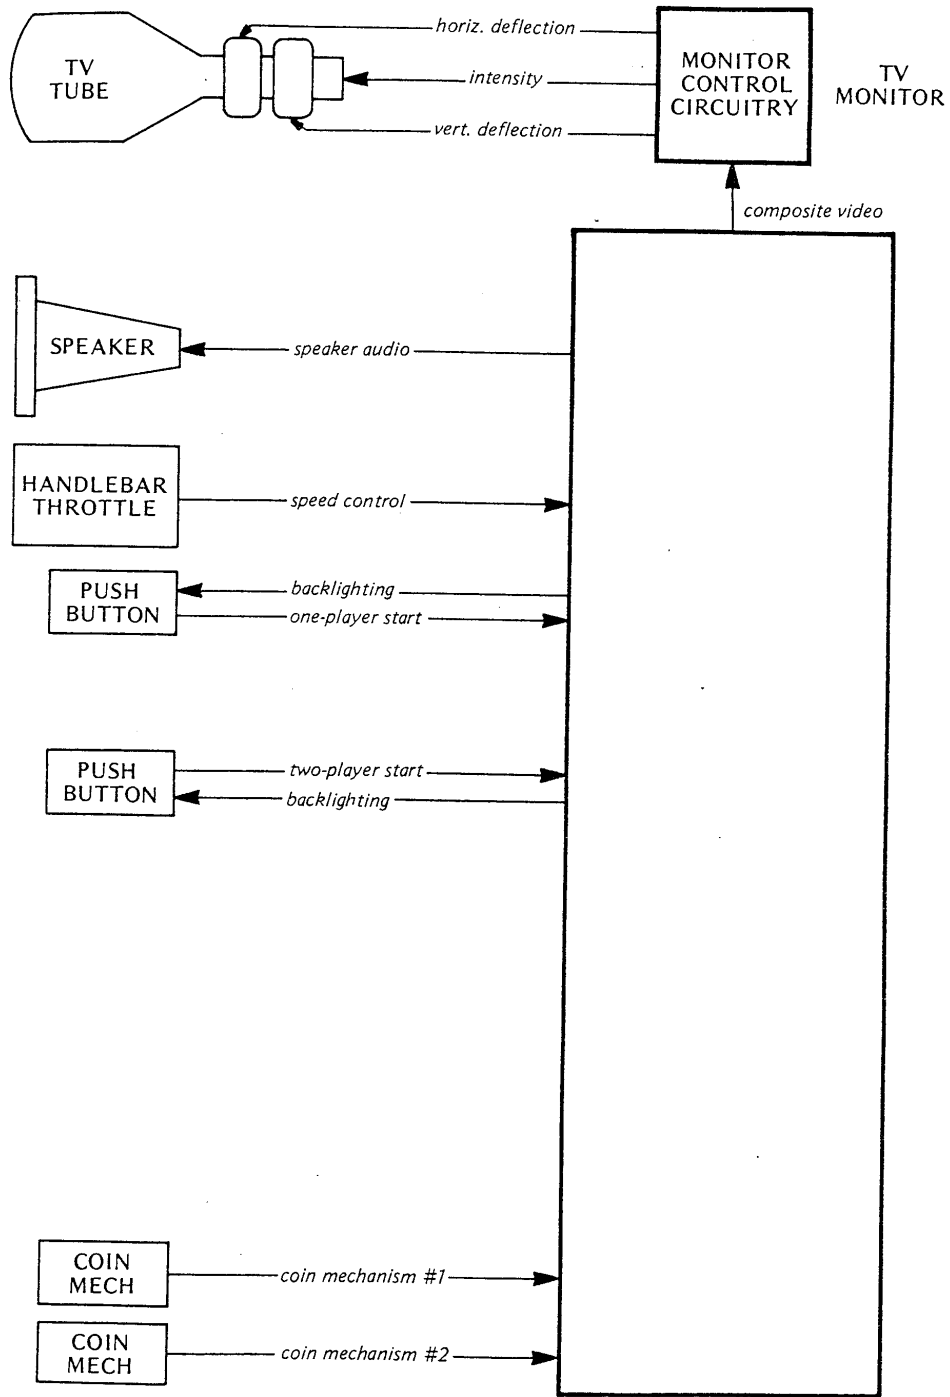 horiz. deflection
TV
TUBE
intensity
vert. deflection
MONITOR
CONTROL
CIRCUITRY
TV
MONITOR
composite video
SPEAKER
speaker audio
HANDLEBAR
THROTTLE
speed control
PUSH
BUTTON
backlighting
one-player start
PUSH
BUTTON
two-player start
backlighting
COIN
MECH
coin mechanism #1
COIN
MECH
coin mechanism #2